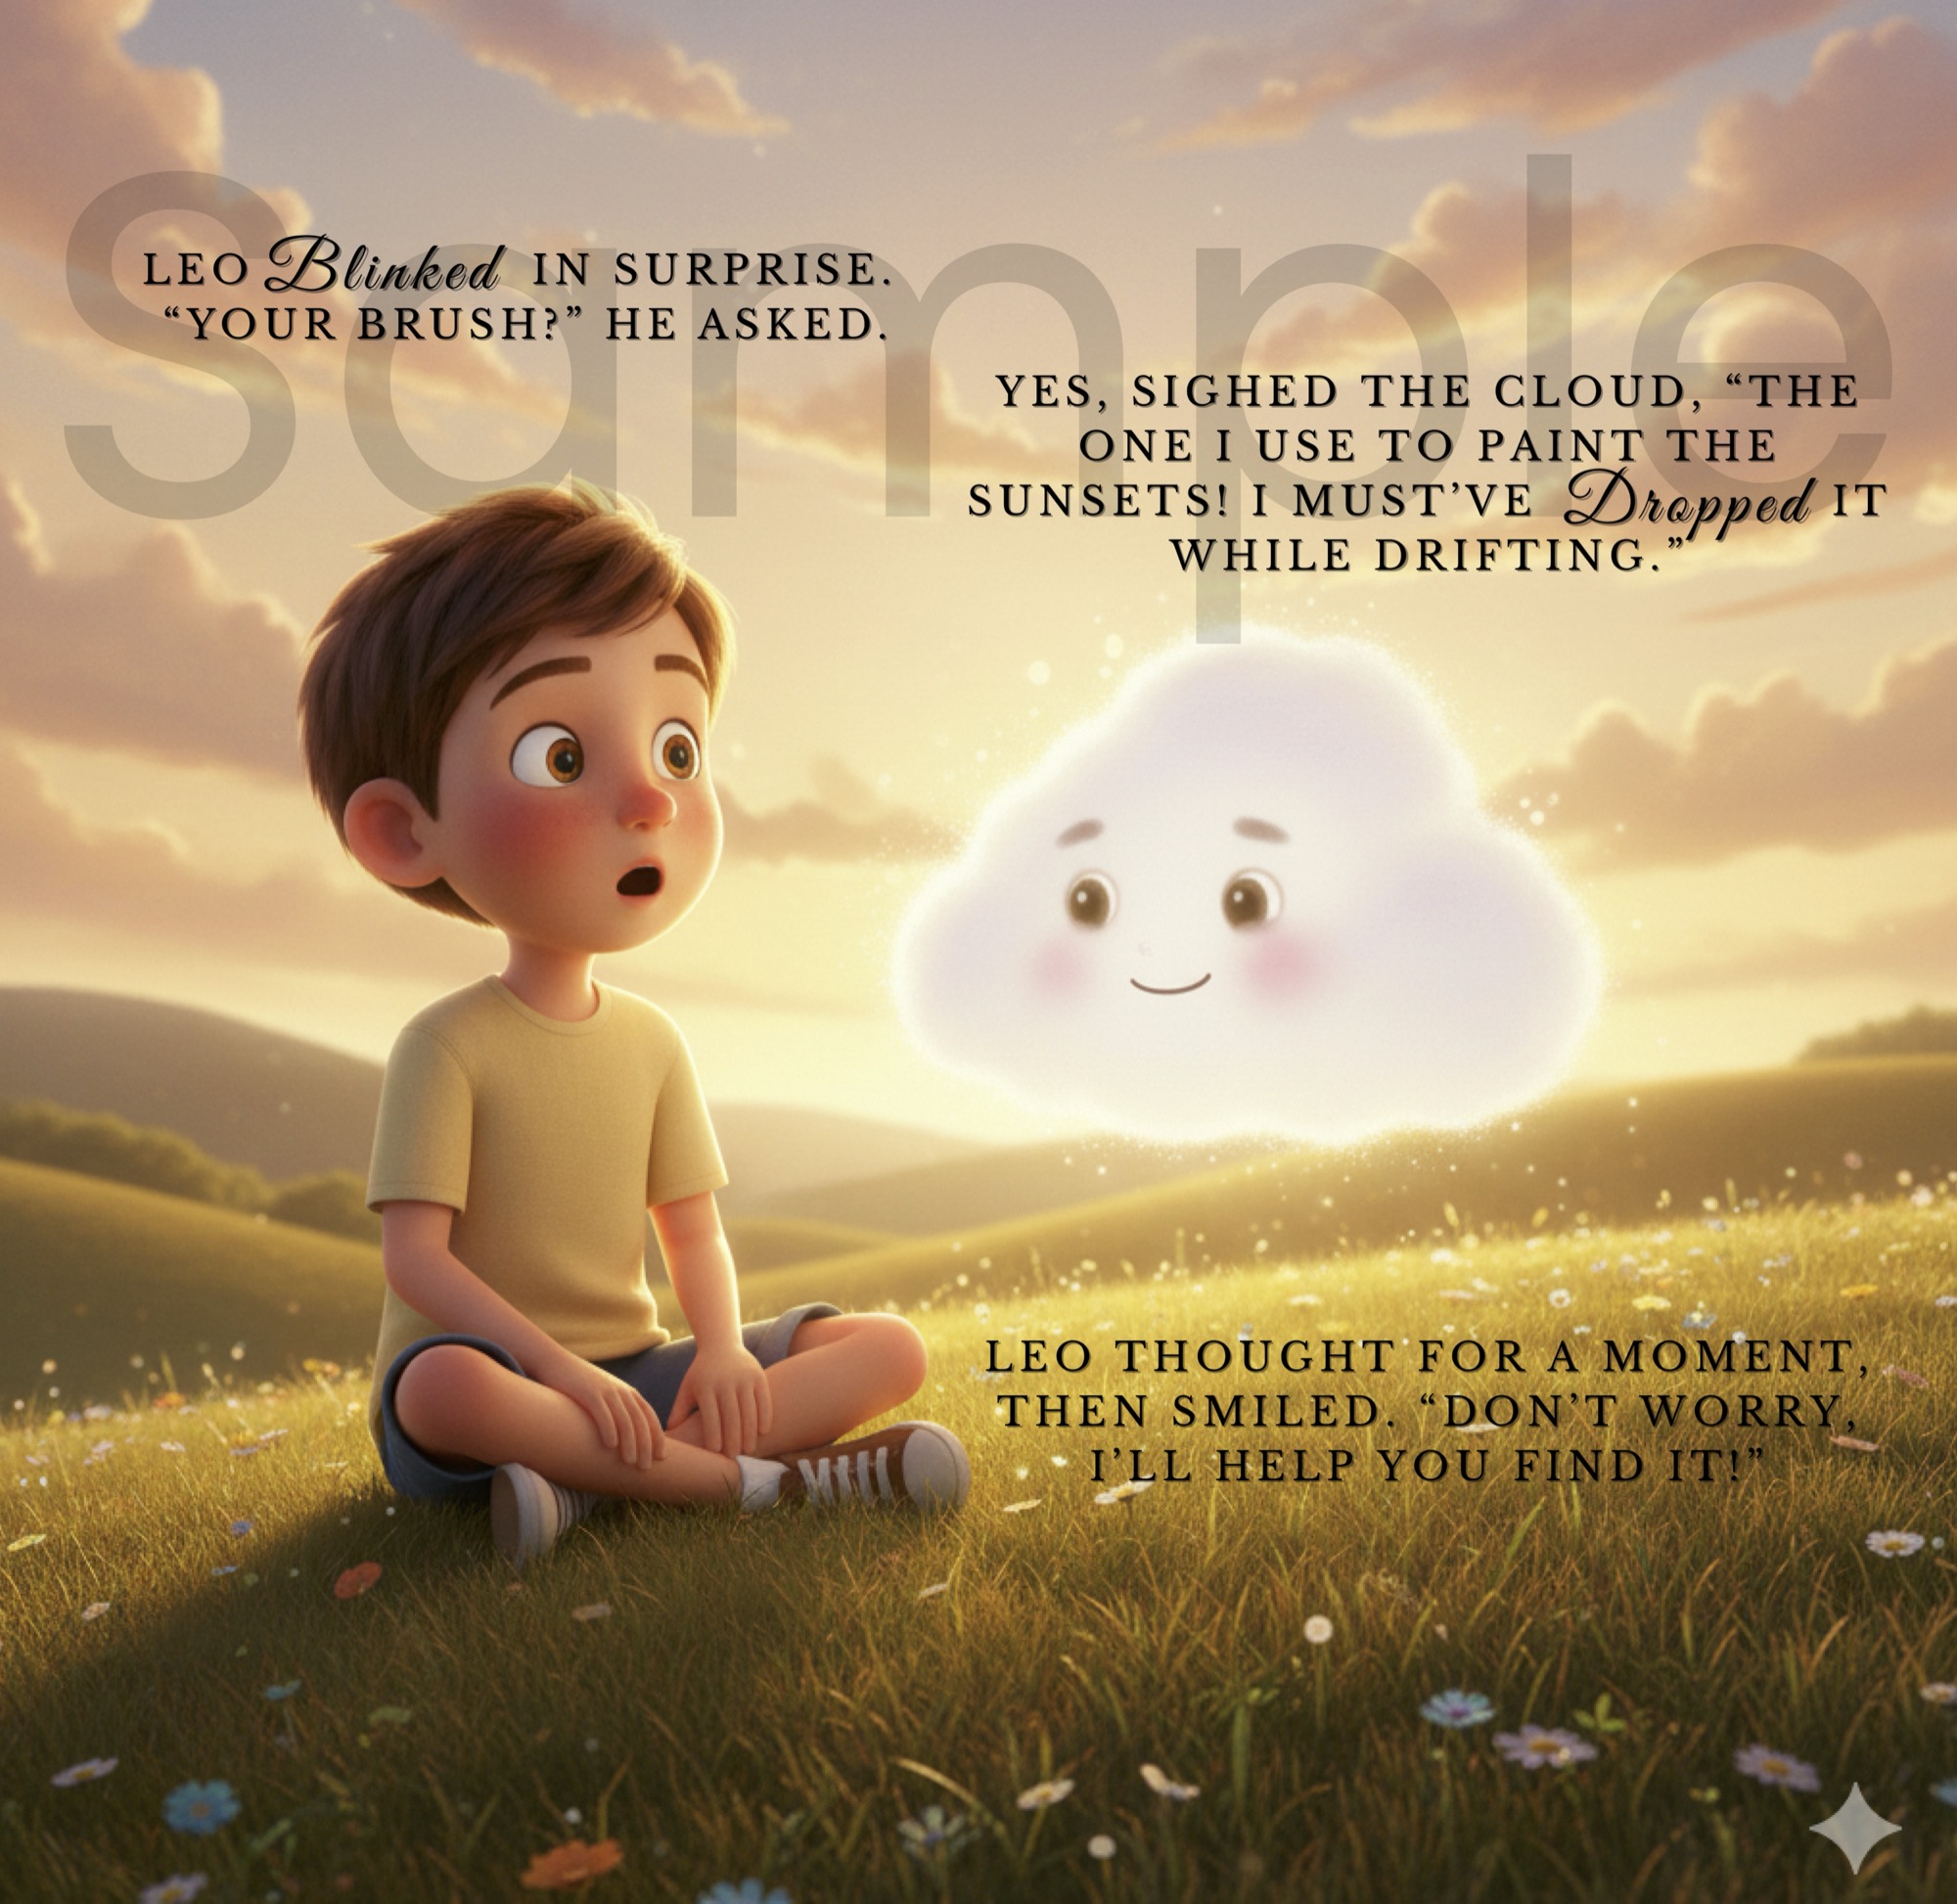 Sample
LEO Blinked IN SURPRISE.
“YOUR BRUSH?” HE ASKED.
YES, SIGHED THE CLOUD, “THE
ONE I USE TO PAINT THE
SUNSETS! I MUST’VE Dropped IT
WHILE DRIFTING.”
LEO THOUGHT FOR A MOMENT,
THEN SMILED. “DON’T WORRY,
I’LL HELP YOU FIND IT!”